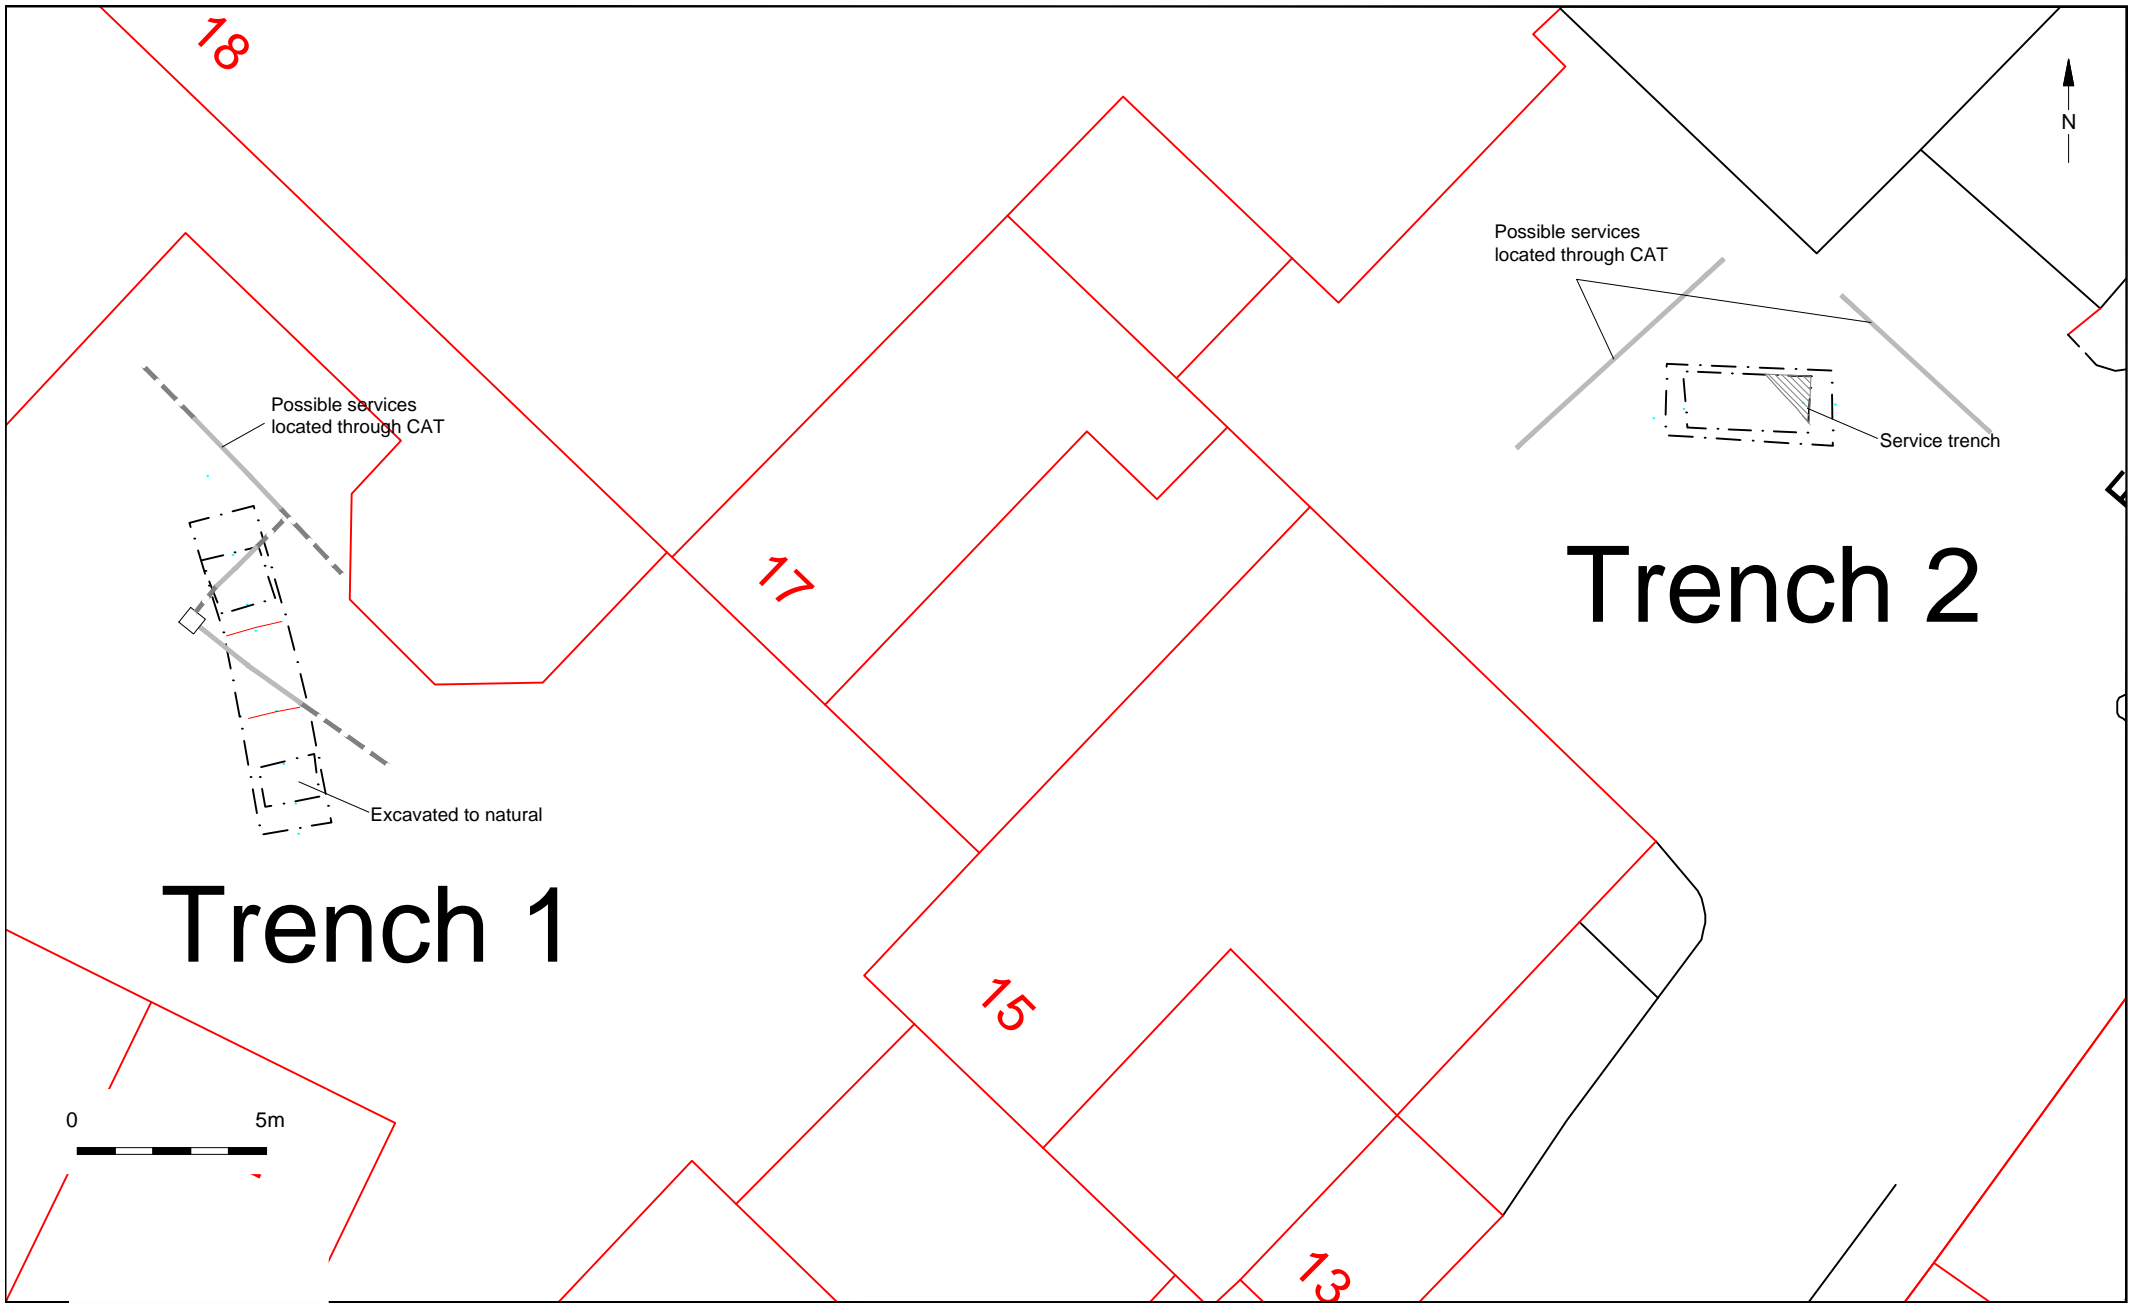 18
N
Possible services
located through CAT
Possible services
located through CAT
Service trench
17
Trench 2
Excavated to natural
Trench 1
15
0 5m
13